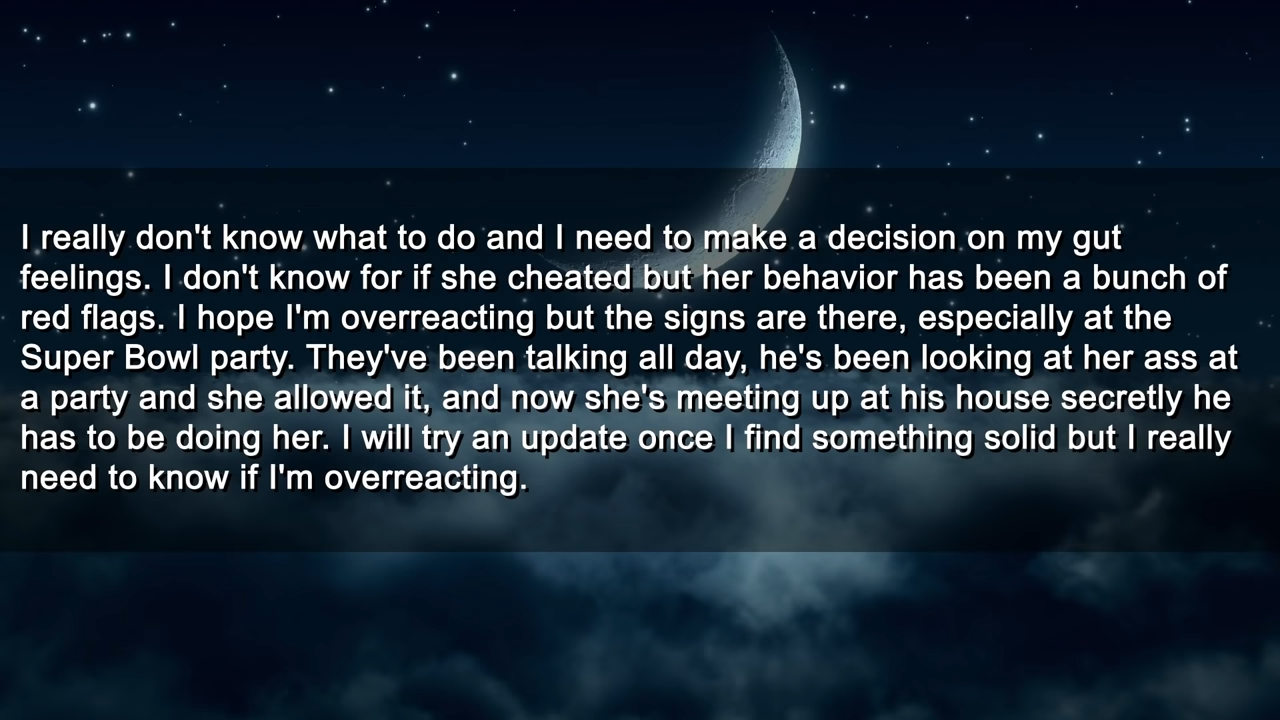 I really don't know what to do and I need to make a decision on my gut
feelings. I don't know for if she cheated but her behavior has been a bunch of
red flags. I hope I'm overreacting but the signs are there, especially at the
Super Bowl party. They've been talking all day, he's been looking at her ass at
a party and she allowed it, and now she's meeting up at his house secretly he
has to be doing her. I will try an update once I find something solid but I really
need to know if I'm overreacting.